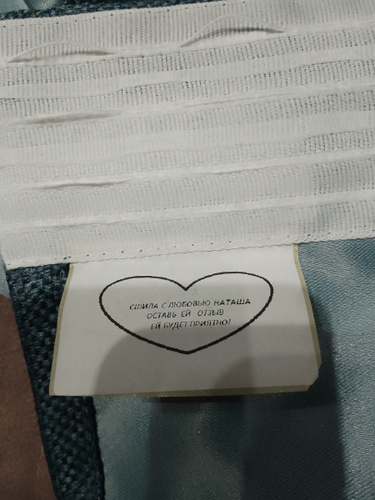 СШИЛА С ЛЮБОВЬЮ НАТАША
ОСТАВЬ ЕЙ ОТЗЫВ
ЕЙ БУДЕТ ПРИЯТНО!